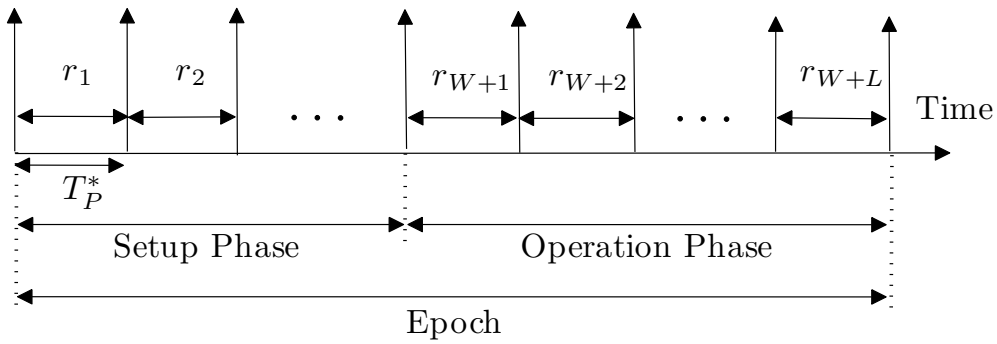 r_1 r_2 ... r_{W+1} r_{W+2} ... r_{W+L} Time
T_P^*
Setup Phase Operation Phase
Epoch